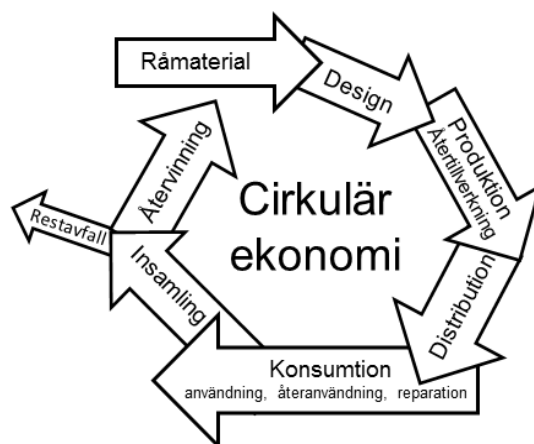 Råmaterial
Design
Produktion
Återtillverkning
Distribution
Konsumtion
användning, återanvändning, reparation
Insamling
Restavfall
Återvinning
Cirkulär
ekonomi